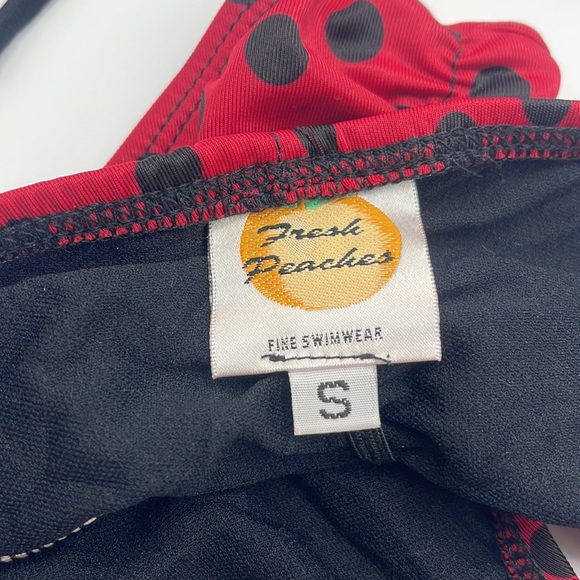 Fresh
Peaches
FINE SWIMWEAR
S